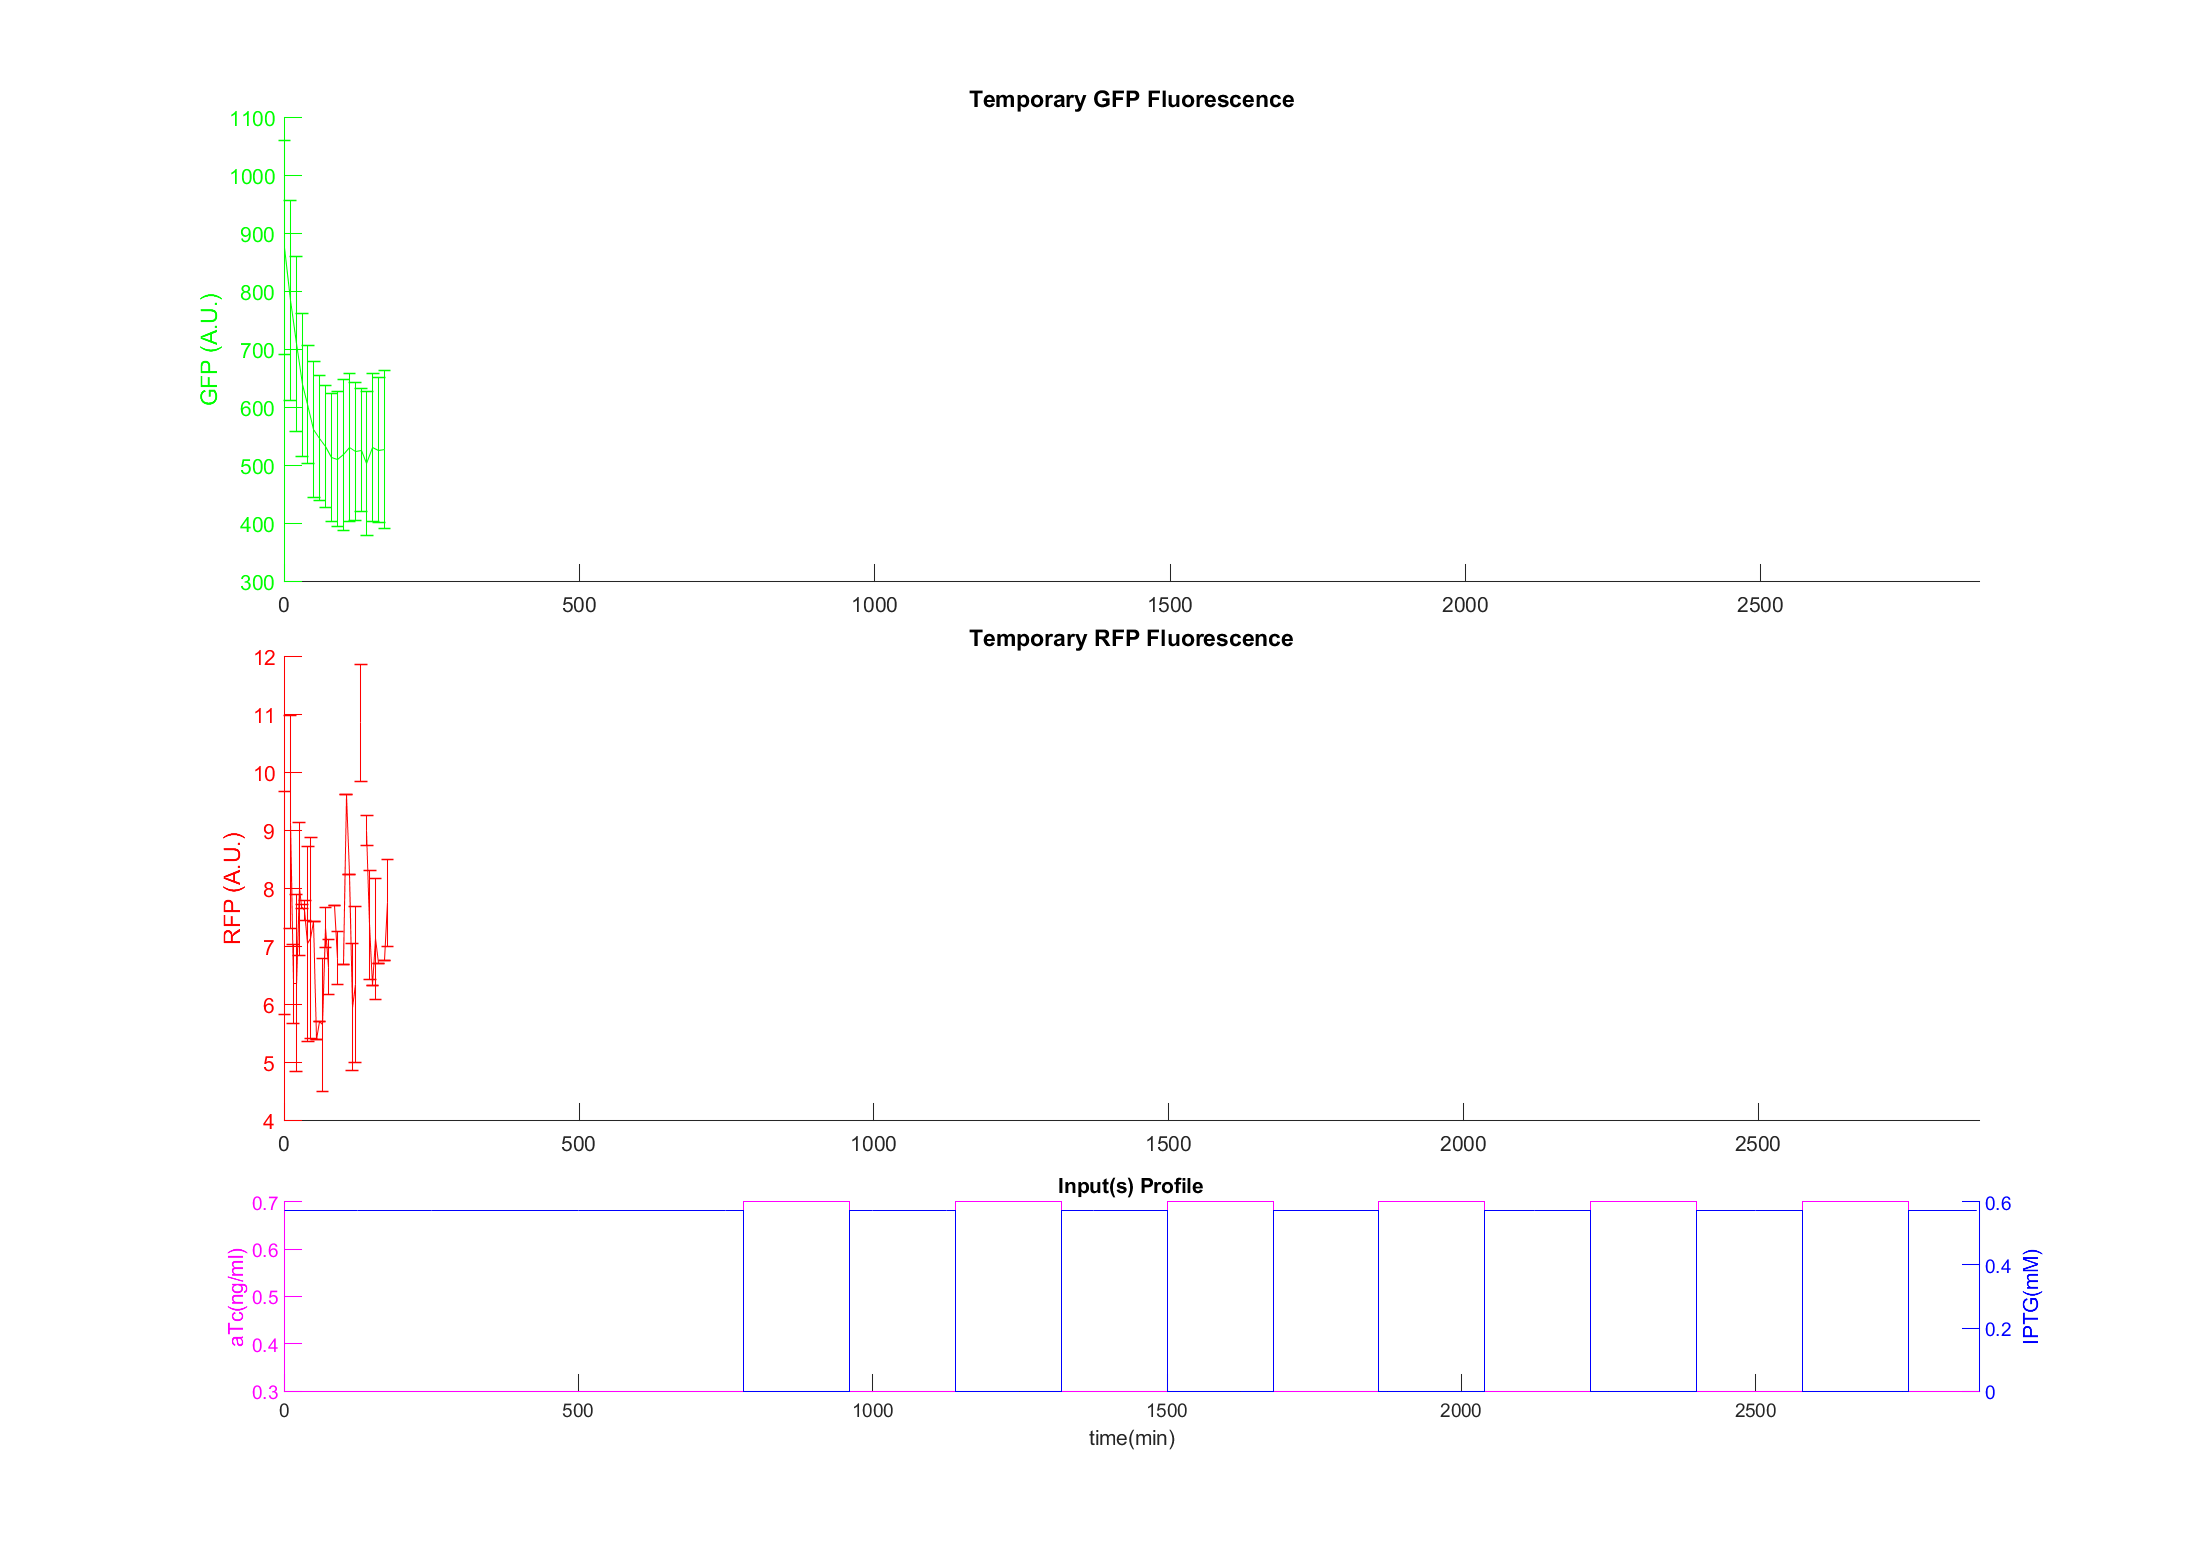 Temporary GFP Fluorescence
1100
1000
900
800
700
600
500
400
300
GFP (A.U.)
0 500 1000 1500 2000 2500
Temporary RFP Fluorescence
12
11
10
9
8
7
6
5
4
RFP (A.U.)
0 500 1000 1500 2000 2500
Input(s) Profile
0.7
0.6
0.5
0.4
0.3
aTc(ng/ml)
0.6
0.4
0.2
0
IPTG(mM)
0 500 1000 1500 2000 2500
time(min)